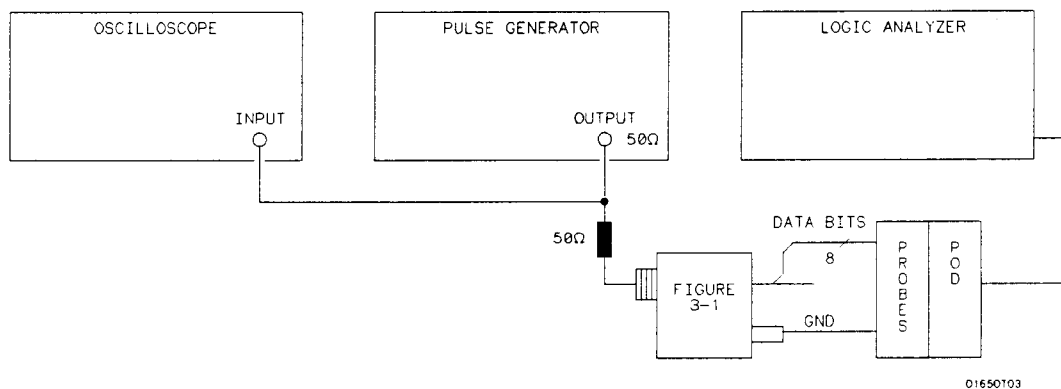 OSCILLOSCOPE
PULSE GENERATOR
LOGIC ANALYZER
INPUT
OUTPUT
50Ω
50Ω
DATA BITS
8
FIGURE
3-1
GND
PROBES
POD
01650T03